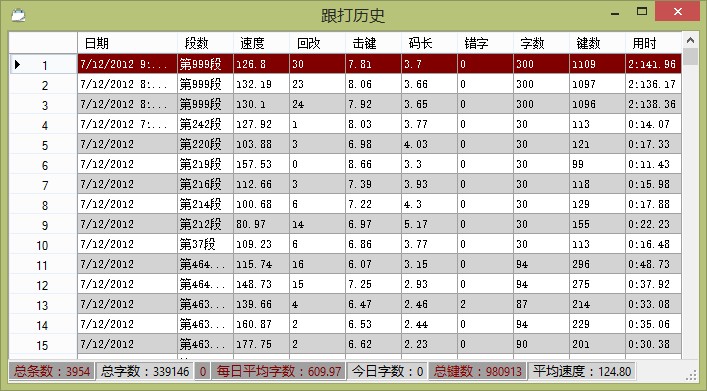 跟打历史
日期 段数 速度 回改 击键 码长 错字 字数 键数 用时
1 7/12/2012 9:... 第999段 126.8 30 7.81 3.7 0 300 1109 2:141.96
2 7/12/2012 8:... 第999段 132.19 23 8.06 3.66 0 300 1097 2:136.17
3 7/12/2012 8:... 第999段 130.1 24 7.92 3.65 0 300 1096 2:138.36
4 7/12/2012 7:... 第242段 127.92 1 8.03 3.77 0 30 113 0:14.07
5 7/12/2012 第220段 103.88 3 6.98 4.03 0 30 121 0:17.33
6 7/12/2012 第219段 157.53 0 8.66 3.3 0 30 99 0:11.43
7 7/12/2012 第216段 112.66 3 7.39 3.93 0 30 118 0:15.98
8 7/12/2012 第214段 100.68 6 7.22 4.3 0 30 129 0:17.88
9 7/12/2012 第212段 80.97 14 6.97 5.17 0 30 155 0:22.23
10 7/12/2012 第37段 109.23 6 6.86 3.77 0 30 113 0:16.48
11 7/12/2012 第464... 115.74 16 6.07 3.15 0 94 296 0:48.73
12 7/12/2012 第464... 148.73 15 7.25 2.93 0 94 275 0:37.92
13 7/12/2012 第463... 139.66 4 6.47 2.46 2 87 214 0:33.08
14 7/12/2012 第463... 160.87 2 6.53 2.44 0 94 229 0:35.06
15 7/12/2012 第463... 177.75 2 6.62 2.23 0 90 201 0:30.38
总条数：3954 总字数：339146 0 每日平均字数：609.97 今日字数：0 总键数：980913 平均速度：124.80